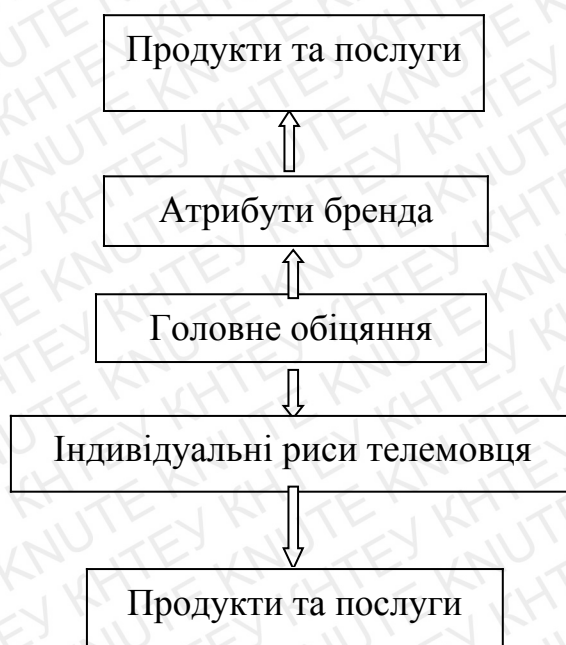 Продукти та послуги
Атрибути бренда
Головне обіцяння
Індивідуальні риси телемовця
Продукти та послуги